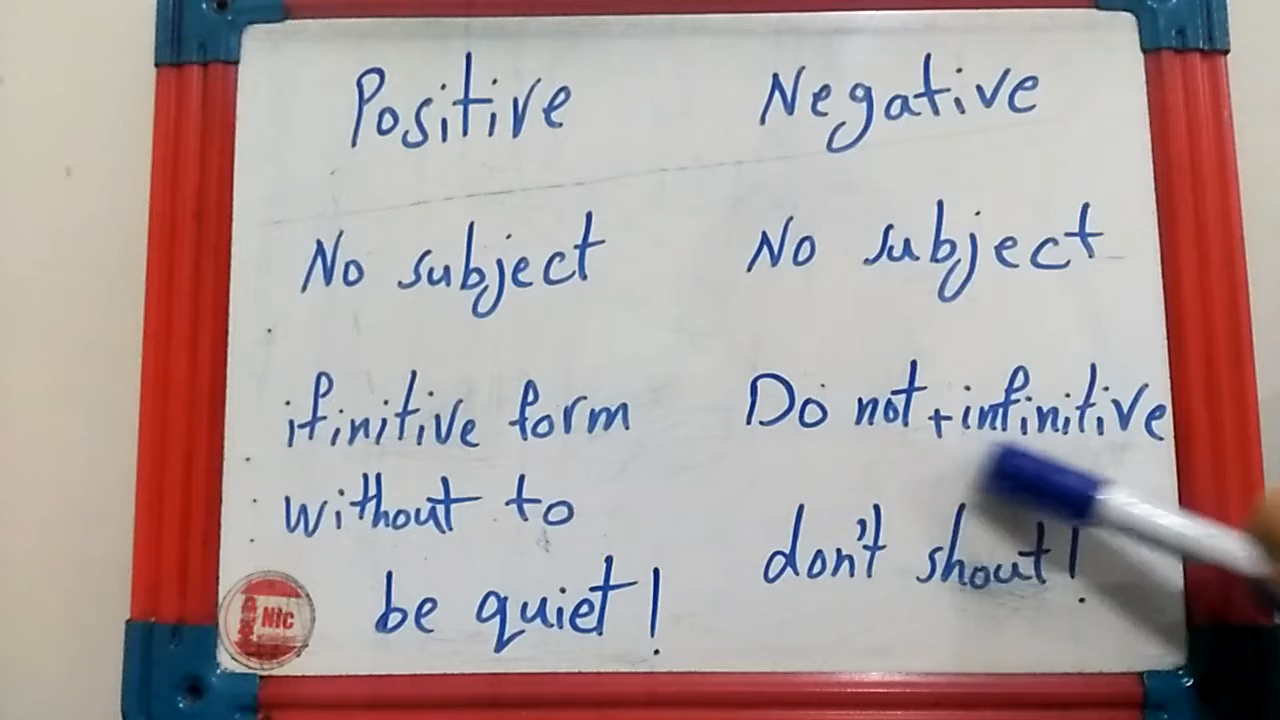 Positive
Negative
No subject
No subject
ifinitive form
without to
be quiet!
Do not + infinitive
don't shout!
Nic